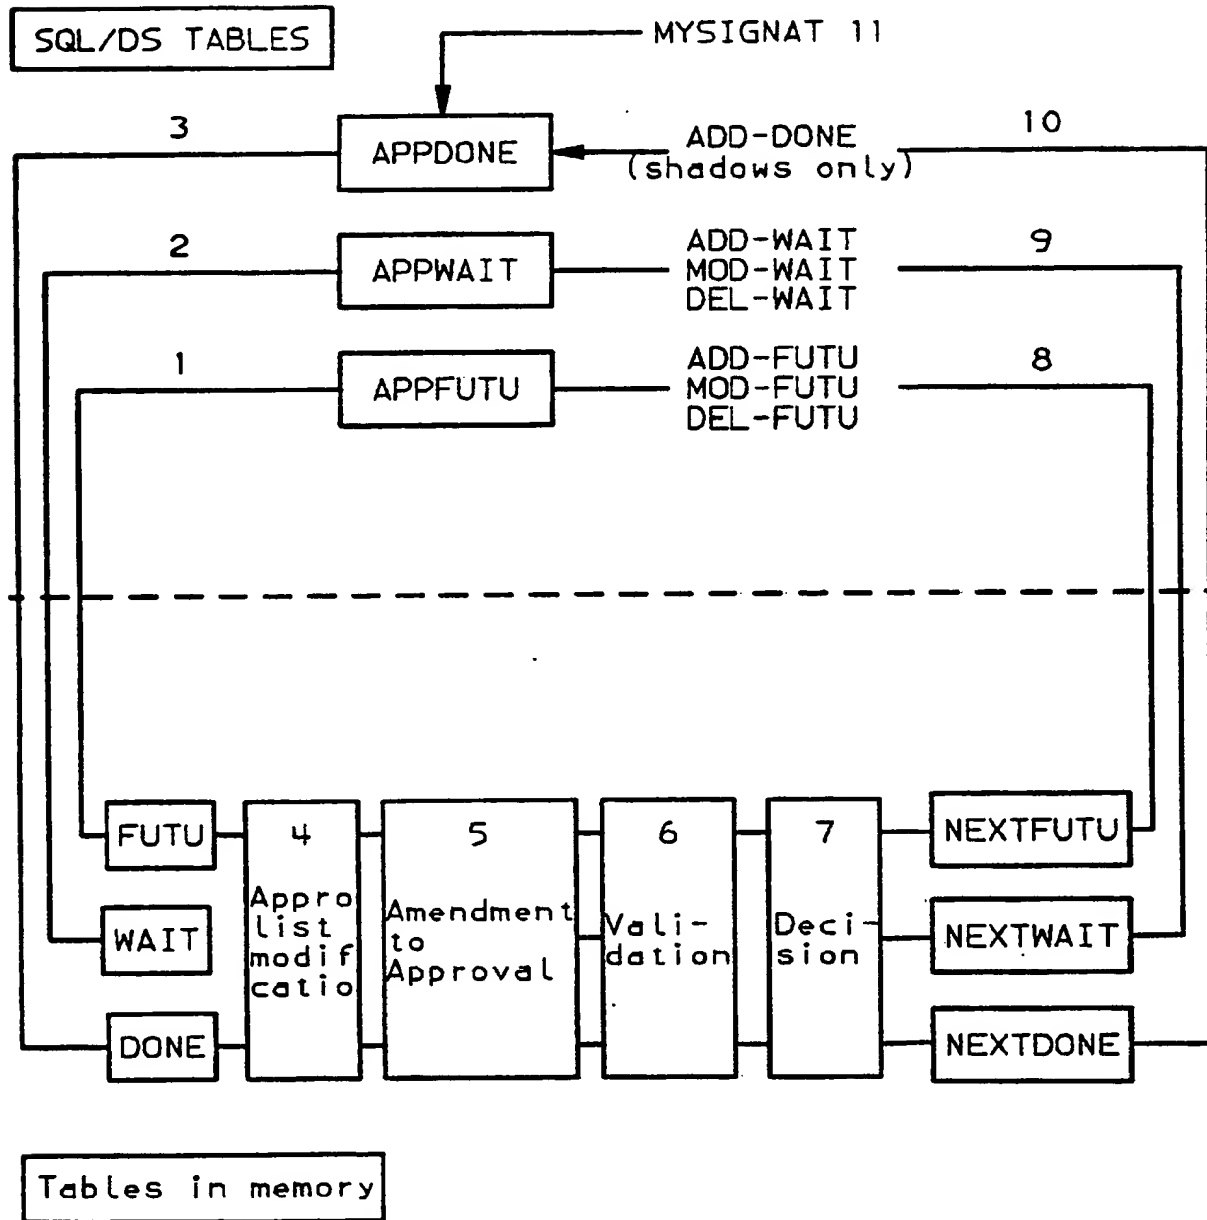 SQL/DS TABLES
MYSIGNAT 11
3
APPDONE
ADD-DONE
(shadows only)
10
2
APPWAIT
ADD-WAIT
MOD-WAIT
DEL-WAIT
9
1
APPFUTU
ADD-FUTU
MOD-FUTU
DEL-FUTU
8
FUTU
WAIT
DONE
4
Appro
list
modif
catio
5
Amendment
to
Approval
6
Vali-
dation
7
Deci-
sion
NEXTFUTU
NEXTWAIT
NEXTDONE
Tables in memory